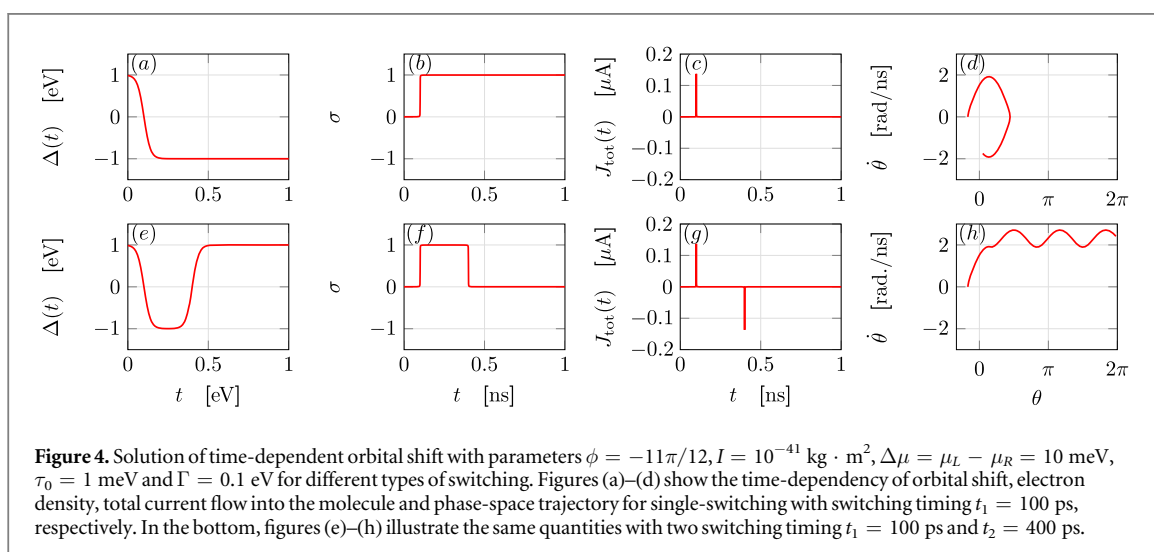 (a) (b) (c) (d)
Δ(t) [eV] 1 0 −1
σ 1 0 −1
J_tot(t) [μA] 0.2 0.1 0 −0.1 −0.2
θ̇ [rad/ns] 2 0 −2
0 0.5 1 0 0.5 1 0 0.5 1 0 π 2π
(e) (f) (g) (h)
Δ(t) [eV] 1 0 −1
σ 1 0 −1
J_tot(t) [μA] 0.2 0.1 0 −0.1 −0.2
θ̇ [rad./ns] 2 0 −2
0 0.5 1 0 0.5 1 0 0.5 1 0 π 2π
t [eV] t [ns] t [ns] θ
Figure 4. Solution of time-dependent orbital shift with parameters ϕ = −11π/12, I = 10⁻⁴¹ kg · m², Δμ = μ_L − μ_R = 10 meV,
τ₀ = 1 meV and Γ = 0.1 eV for different types of switching. Figures (a)–(d) show the time-dependency of orbital shift, electron
density, total current flow into the molecule and phase-space trajectory for single-switching with switching timing t₁ = 100 ps,
respectively. In the bottom, figures (e)–(h) illustrate the same quantities with two switching timing t₁ = 100 ps and t₂ = 400 ps.